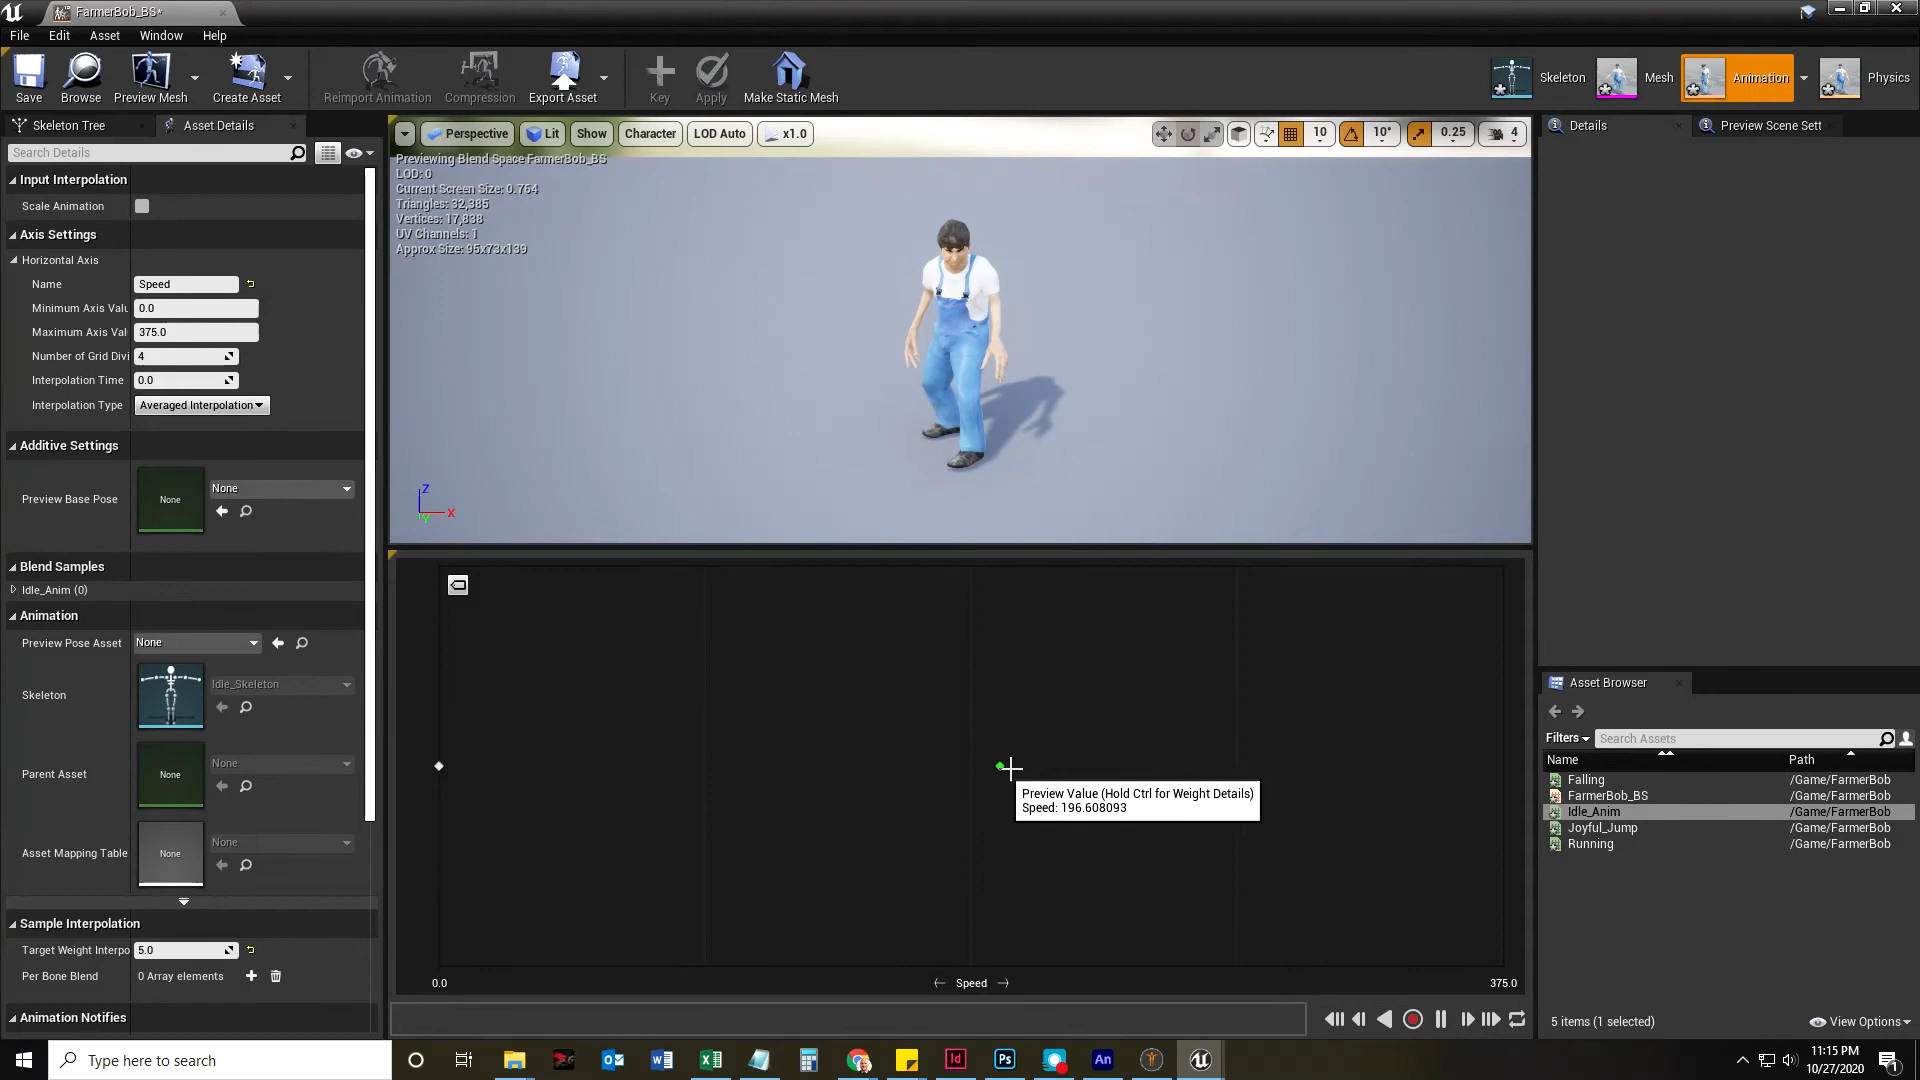 FarmerBob_BS*
File Edit Asset Window Help
Save Browse Preview Mesh Create Asset Reimport Animation Compression Export Asset Key Apply Make Static Mesh Skeleton Mesh Animation Physics
Skeleton Tree Asset Details
Search Details
Input Interpolation
Scale Animation
Axis Settings
Horizontal Axis
Name Speed
Minimum Axis Valu 0.0
Maximum Axis Val 375.0
Number of Grid Divi 4
Interpolation Time 0.0
Interpolation Type Averaged Interpolation
Additive Settings
Preview Base Pose None None
Blend Samples
Idle_Anim (0)
Animation
Preview Pose Asset None
Skeleton Idle_Skeleton
Parent Asset None None
Asset Mapping Table None None
Sample Interpolation
Target Weight Interpo 5.0
Per Bone Blend 0 Array elements
Animation Notifies
Perspective Lit Show Character LOD Auto x1.0 10 10° 0.25 4
Previewing Blend Space FarmerBob_BS
LOD: 0
Current Screen Size: 0.764
Triangles: 32,385
Vertices: 17,838
UV Channels: 1
Approx Size: 95x73x139
Z
X
Y
Preview Value (Hold Ctrl for Weight Details)
Speed: 196.608093
0.0 Speed 375.0
Details Preview Scene Sett
Asset Browser
Filters Search Assets
Name Path
Falling /Game/FarmerBob
FarmerBob_BS /Game/FarmerBob
Idle_Anim /Game/FarmerBob
Joyful_Jump /Game/FarmerBob
Running /Game/FarmerBob
5 items (1 selected) View Options
Type here to search
Id Ps An
11:15 PM
10/27/2020
1